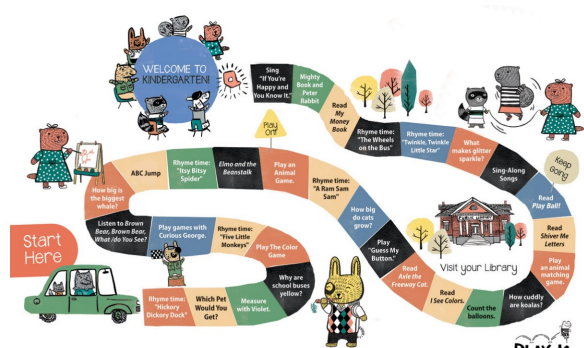 WELCOME TO
KINDERGARTEN!
Start
Here
Rhyme time:
"Hickory
Dickory Dock"
Which Pet
Would You
Get?
Measure
with Violet.
Why are
school buses
yellow?
Play The Color
Game
Rhyme time:
"Five Little
Monkeys"
Play games with
Curious George.
Listen to Brown
Bear, Brown Bear,
What /do You See?
How big is
the biggest
whale?
ABC Jump
Rhyme time:
"Itsy Bitsy
Spider"
Elmo and the
Beanstalk
Play
On!
Play an
Animal
Game.
Rhyme time:
"A Ram Sam
Sam"
How big
do cats
grow?
Play
"Guess My
Button."
Read
Axle the
Freeway Cat.
Read
I See Colors.
Count the
balloons.
How cuddly
are koalas?
Play
an animal
matching
game.
Read
Shiver Me
Letters
Read
Play Ball!
Keep
going
Sing-Along
Songs
What
makes glitter
sparkle?
Rhyme time:
"Twinkle, Twinkle
Little Star"
Rhyme time:
"The Wheels
on the Bus"
Read
My
Money
Book
Mighty
Book and
Peter
Rabbit
Sing
"If You're
Happy and
You Know It."
PUBLIC LIBRARY
Visit your Library